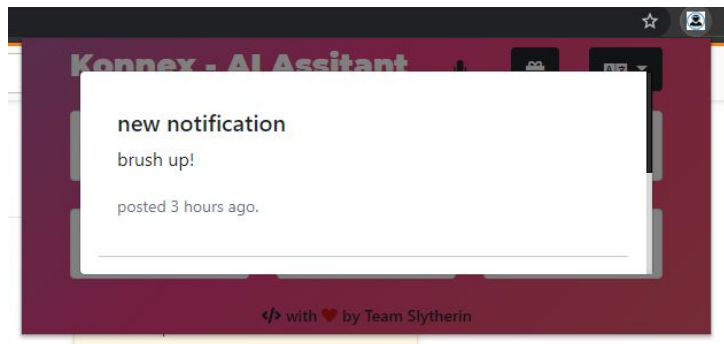 Konnex - AI Assitant
new notification
brush up!
posted 3 hours ago.
</> with ❤ by Team Slytherin